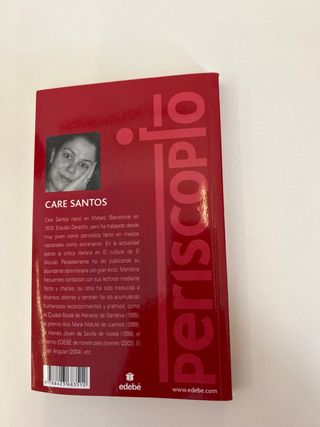 periscopio
CARE SANTOS
Care Santos nació en Mataró (Barcelona) en
1970. Estudió Derecho, pero ha trabajado desde
muy joven como periodista, tanto en medios
nacionales como extranjeros. En la actualidad
ejerce la crítica literaria en El cultural de El
Mundo. Paralelamente ha ido publicando su
abundante obra literaria con gran éxito. Mantiene
frecuentes contactos con sus lectores mediante
foros y charlas, su obra ha sido traducida a
diversos idiomas y también ha ido acumulando
numerosos reconocimientos y premios, como
el Ciudad Alcalá de Henares de Narrativa (1995),
el premio Ana María Matute de cuentos (1999),
el Ateneo Joven de Sevilla de novela (1999), el
Premio EDEBÉ de novela para jóvenes (2003), El
Gran Angular (2004), etc.
edebé
www.edebe.com